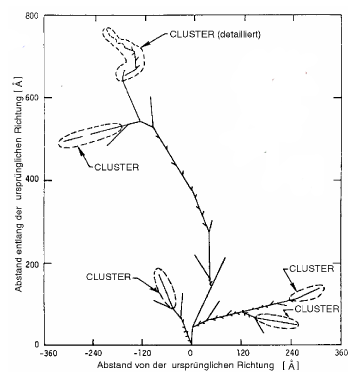 800
600
400
200
0
CLUSTER (detailliert)
CLUSTER
CLUSTER
CLUSTER
CLUSTER
-360 -240 -120 0 120 240 360
Abstand entlang der ursprünglichen Richtung [Å]
Abstand von der ursprünglichen Richtung [Å]